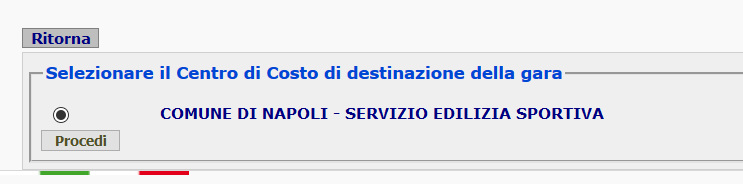 Ritorna
Selezionare il Centro di Costo di destinazione della gara
COMUNE DI NAPOLI - SERVIZIO EDILIZIA SPORTIVA
Procedi